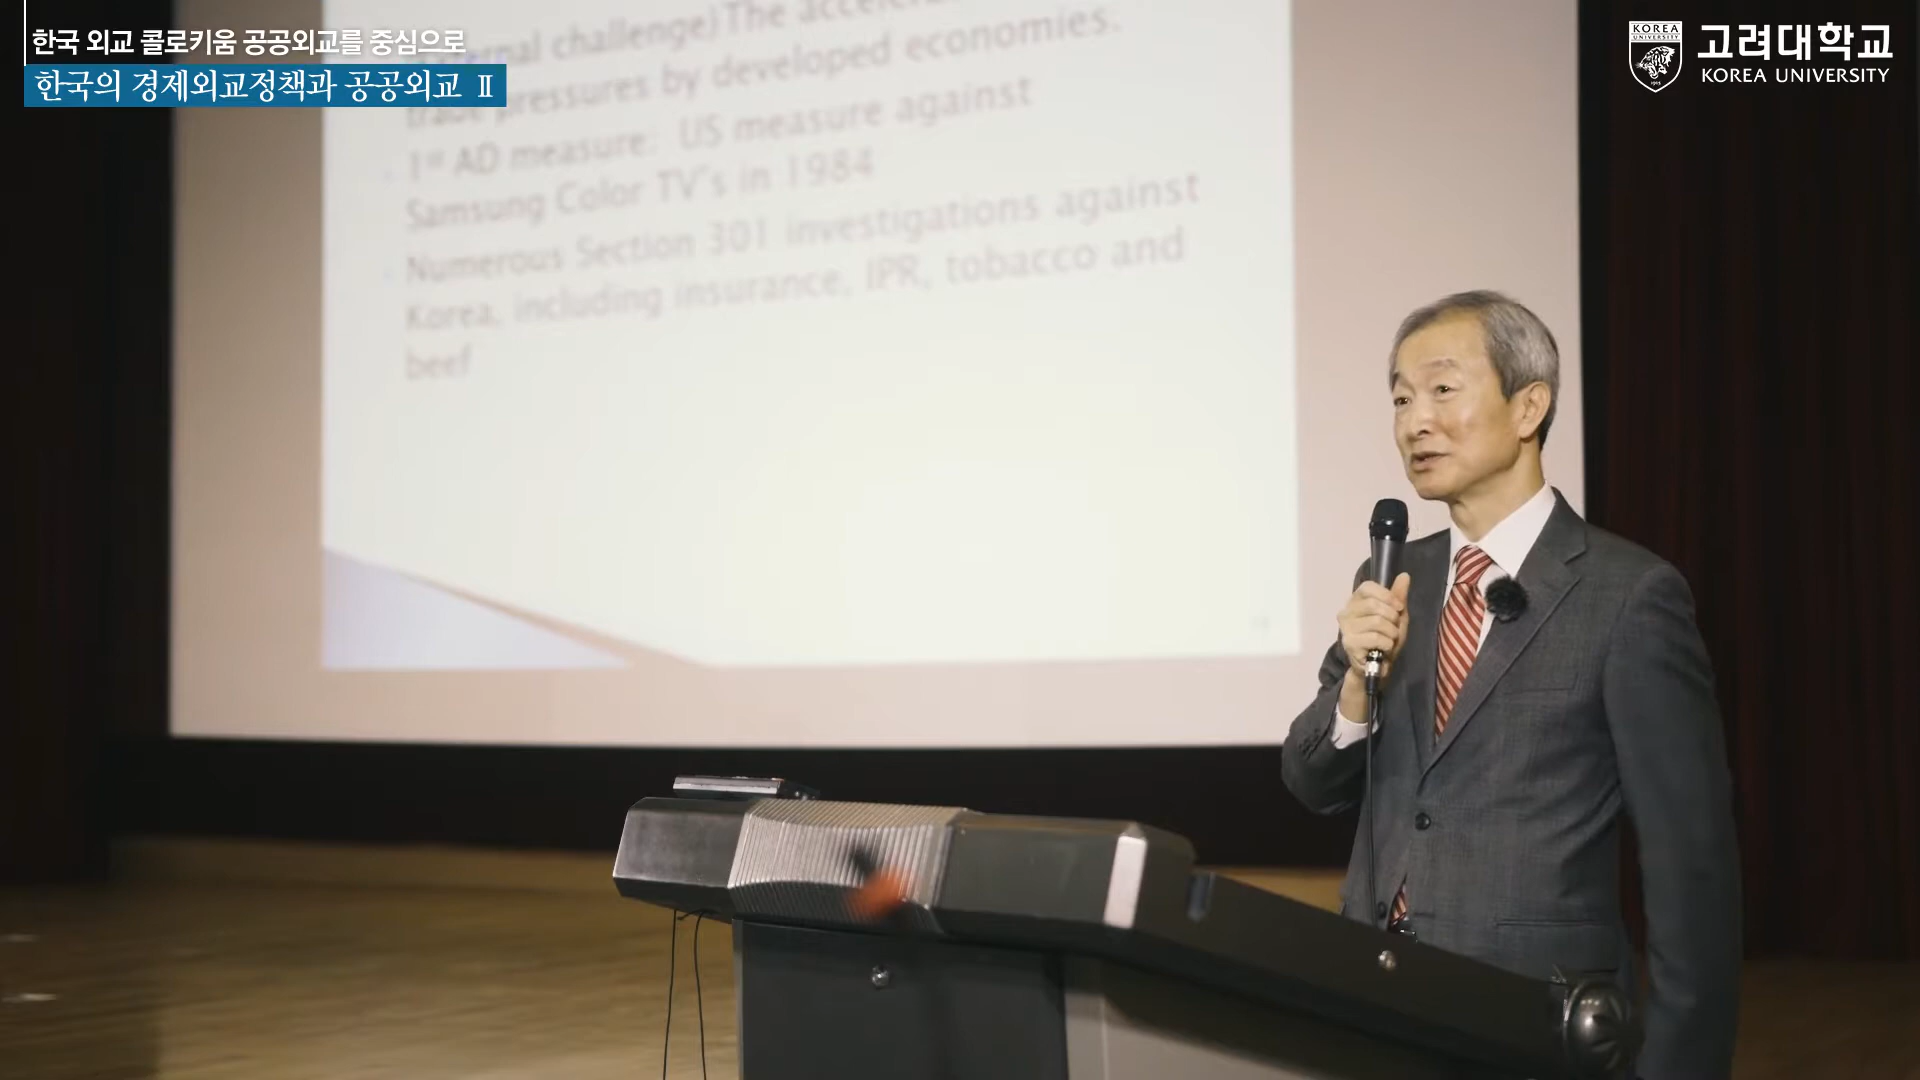 한국 외교 콜로키움 공공외교를 중심으로
한국의 경제외교정책과 공공외교 Ⅱ
KOREA
UNIVERSITY
고려대학교
KOREA UNIVERSITY
challenge) The
trade pressures by developed economies.
1st AD measure: US measure against
Samsung Color TV's in 1984
Numerous Section 301 investigations against
Korea, including insurance, IPR, tobacco and
beef